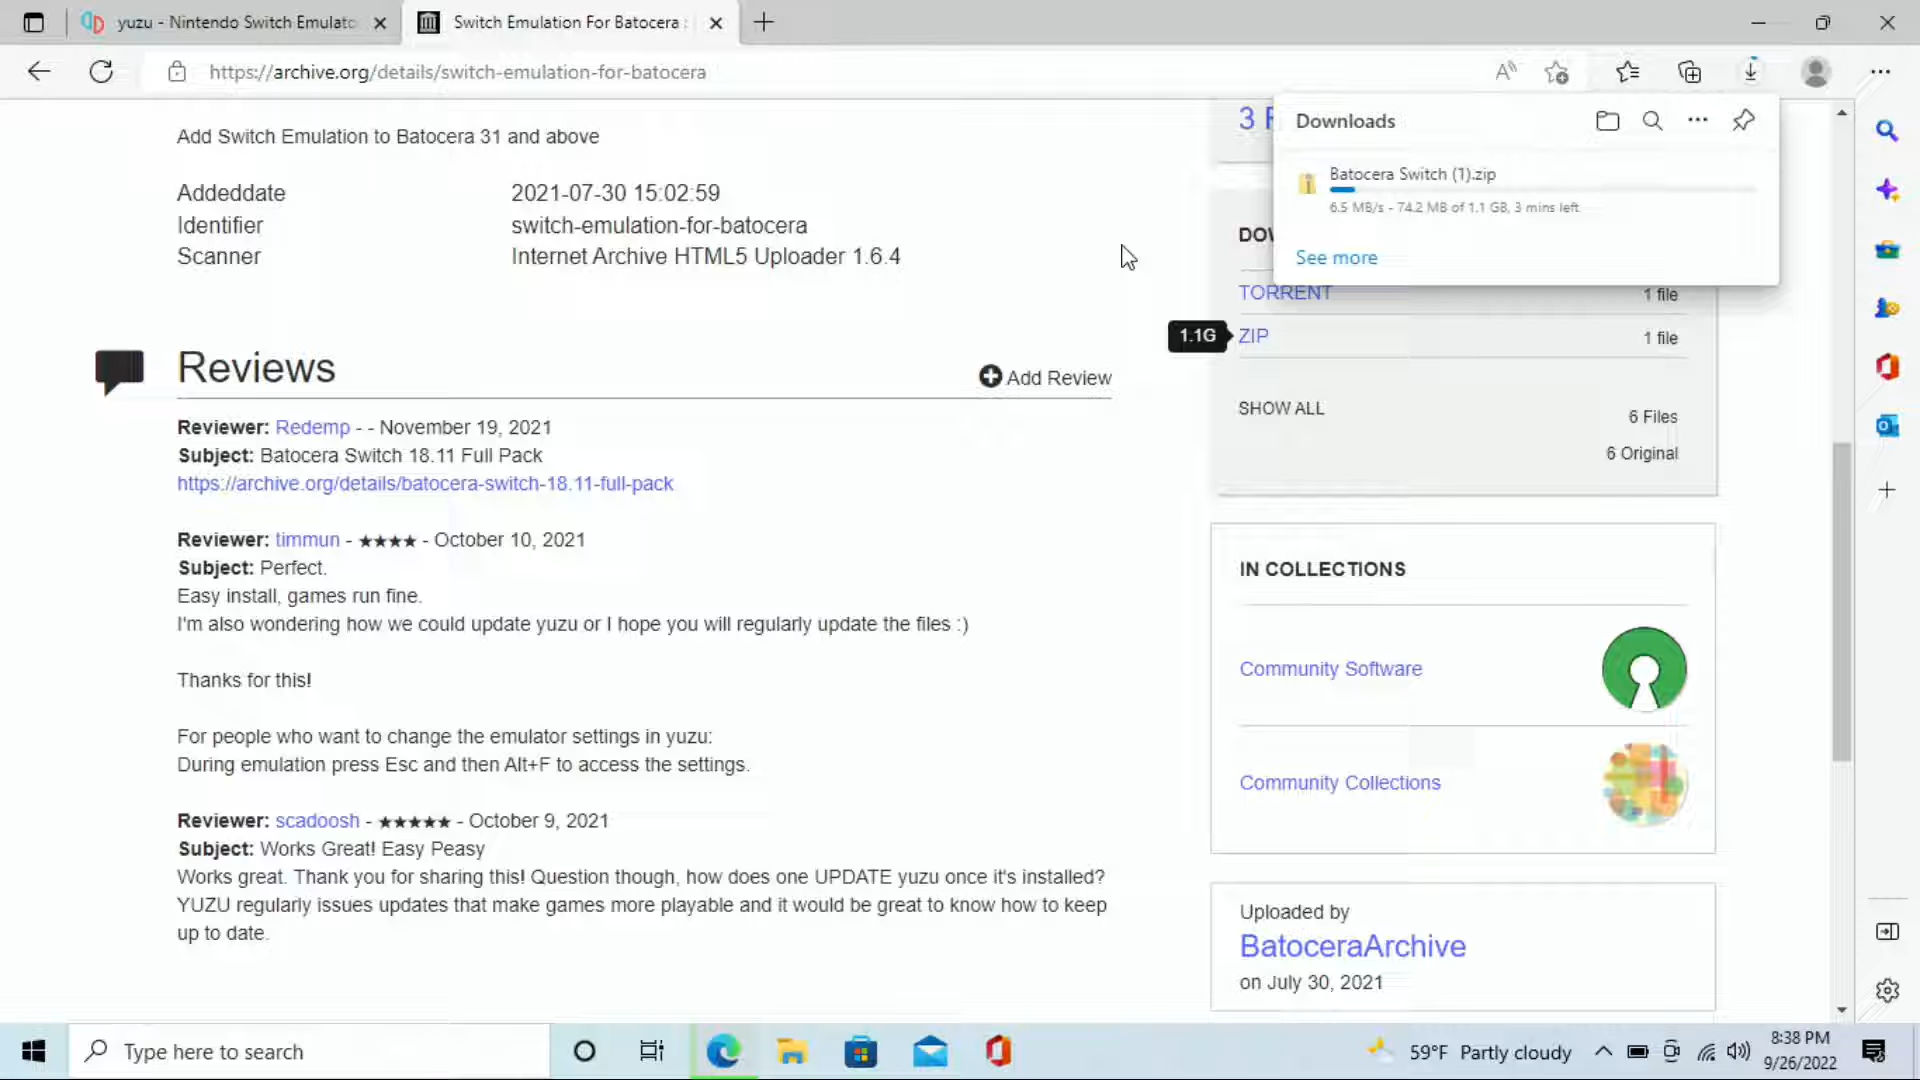 yuzu - Nintendo Switch Emulato
Switch Emulation For Batocera :
https://archive.org/details/switch-emulation-for-batocera
Add Switch Emulation to Batocera 31 and above
Addeddate 2021-07-30 15:02:59
Identifier switch-emulation-for-batocera
Scanner Internet Archive HTML5 Uploader 1.6.4
Reviews
Add Review
Reviewer: Redemp - - November 19, 2021
Subject: Batocera Switch 18.11 Full Pack
https://archive.org/details/batocera-switch-18.11-full-pack
Reviewer: timmun - ★★★★ - October 10, 2021
Subject: Perfect.
Easy install, games run fine.
I'm also wondering how we could update yuzu or I hope you will regularly update the files :)
Thanks for this!
For people who want to change the emulator settings in yuzu:
During emulation press Esc and then Alt+F to access the settings.
Reviewer: scadoosh - ★★★★★ - October 9, 2021
Subject: Works Great! Easy Peasy
Works great. Thank you for sharing this! Question though, how does one UPDATE yuzu once it's installed?
YUZU regularly issues updates that make games more playable and it would be great to know how to keep
up to date.
3
Downloads
Batocera Switch (1).zip
6.5 MB/s - 74.2 MB of 1.1 GB, 3 mins left
See more
TORRENT 1 file
1.1G ZIP 1 file
SHOW ALL 6 Files
6 Original
IN COLLECTIONS
Community Software
Community Collections
Uploaded by
BatoceraArchive
on July 30, 2021
Type here to search
59°F Partly cloudy
8:38 PM
9/26/2022